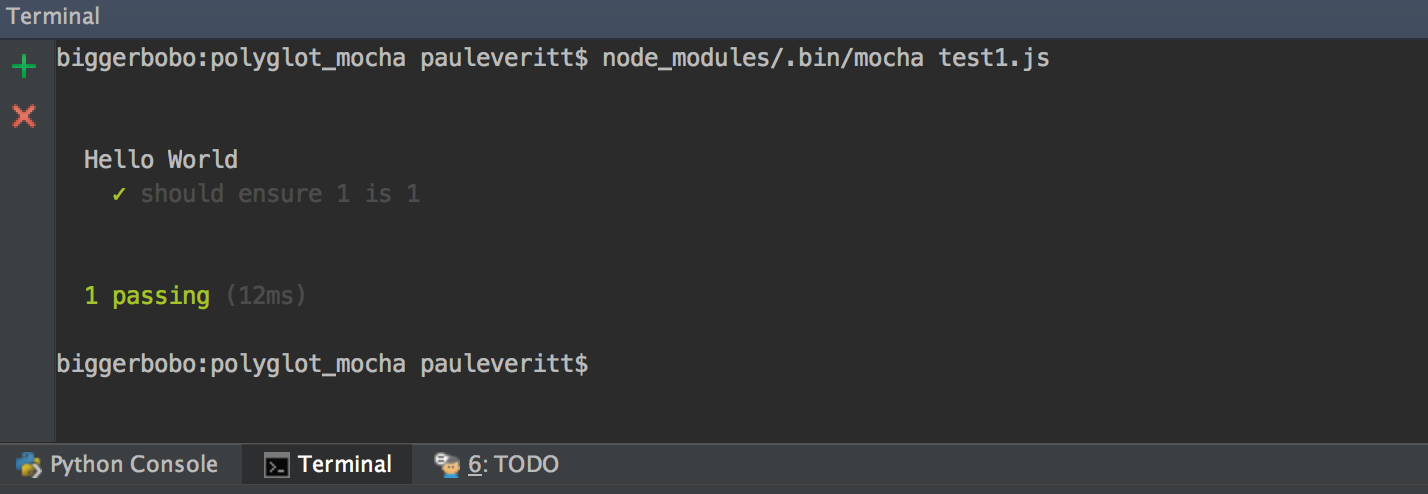 Terminal
biggerbobo:polyglot_mocha pauleveritt$ node_modules/.bin/mocha test1.js
Hello World
✓ should ensure 1 is 1
1 passing (12ms)
biggerbobo:polyglot_mocha pauleveritt$
Python Console Terminal 6: TODO